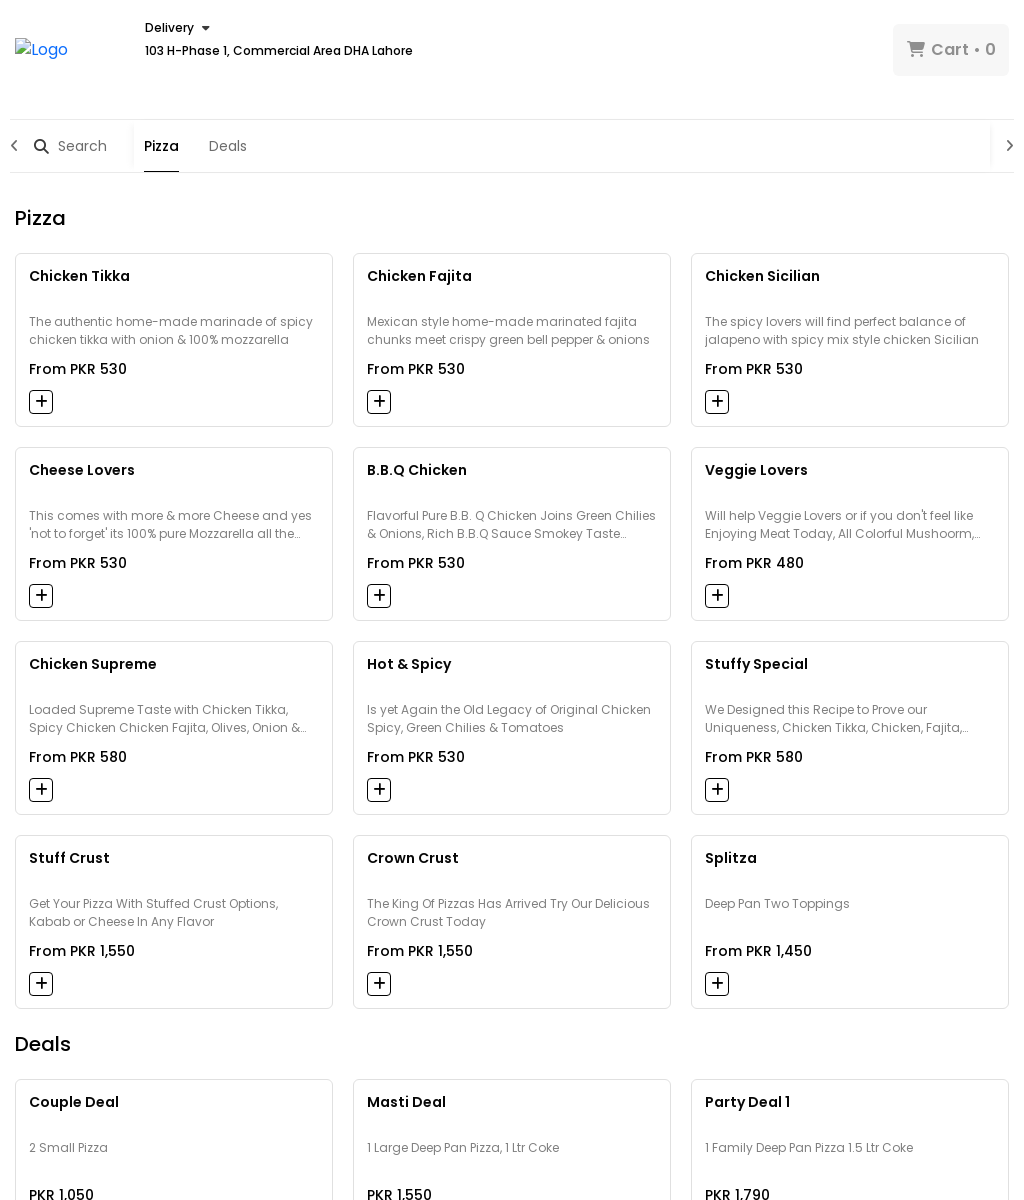 Logo
Delivery
103 H-Phase 1, Commercial Area DHA Lahore
Cart • 0
Search
Pizza
Deals
Pizza
Chicken Tikka
The authentic home-made marinade of spicy
chicken tikka with onion & 100% mozzarella
From PKR 530
Chicken Fajita
Mexican style home-made marinated fajita
chunks meet crispy green bell pepper & onions
From PKR 530
Chicken Sicilian
The spicy lovers will find perfect balance of
jalapeno with spicy mix style chicken Sicilian
From PKR 530
Cheese Lovers
This comes with more & more Cheese and yes
'not to forget' its 100% pure Mozzarella all the...
From PKR 530
B.B.Q Chicken
Flavorful Pure B.B. Q Chicken Joins Green Chilies
& Onions, Rich B.B.Q Sauce Smokey Taste...
From PKR 530
Veggie Lovers
Will help Veggie Lovers or if you don't feel like
Enjoying Meat Today, All Colorful Mushoorm,...
From PKR 480
Chicken Supreme
Loaded Supreme Taste with Chicken Tikka,
Spicy Chicken Chicken Fajita, Olives, Onion &...
From PKR 580
Hot & Spicy
Is yet Again the Old Legacy of Original Chicken
Spicy, Green Chilies & Tomatoes
From PKR 530
Stuffy Special
We Designed this Recipe to Prove our
Uniqueness, Chicken Tikka, Chicken, Fajita,...
From PKR 580
Stuff Crust
Get Your Pizza With Stuffed Crust Options,
Kabab or Cheese In Any Flavor
From PKR 1,550
Crown Crust
The King Of Pizzas Has Arrived Try Our Delicious
Crown Crust Today
From PKR 1,550
Splitza
Deep Pan Two Toppings
From PKR 1,450
Deals
Couple Deal
2 Small Pizza
PKR 1,050
Masti Deal
1 Large Deep Pan Pizza, 1 Ltr Coke
PKR 1,550
Party Deal 1
1 Family Deep Pan Pizza 1.5 Ltr Coke
PKR 1,790